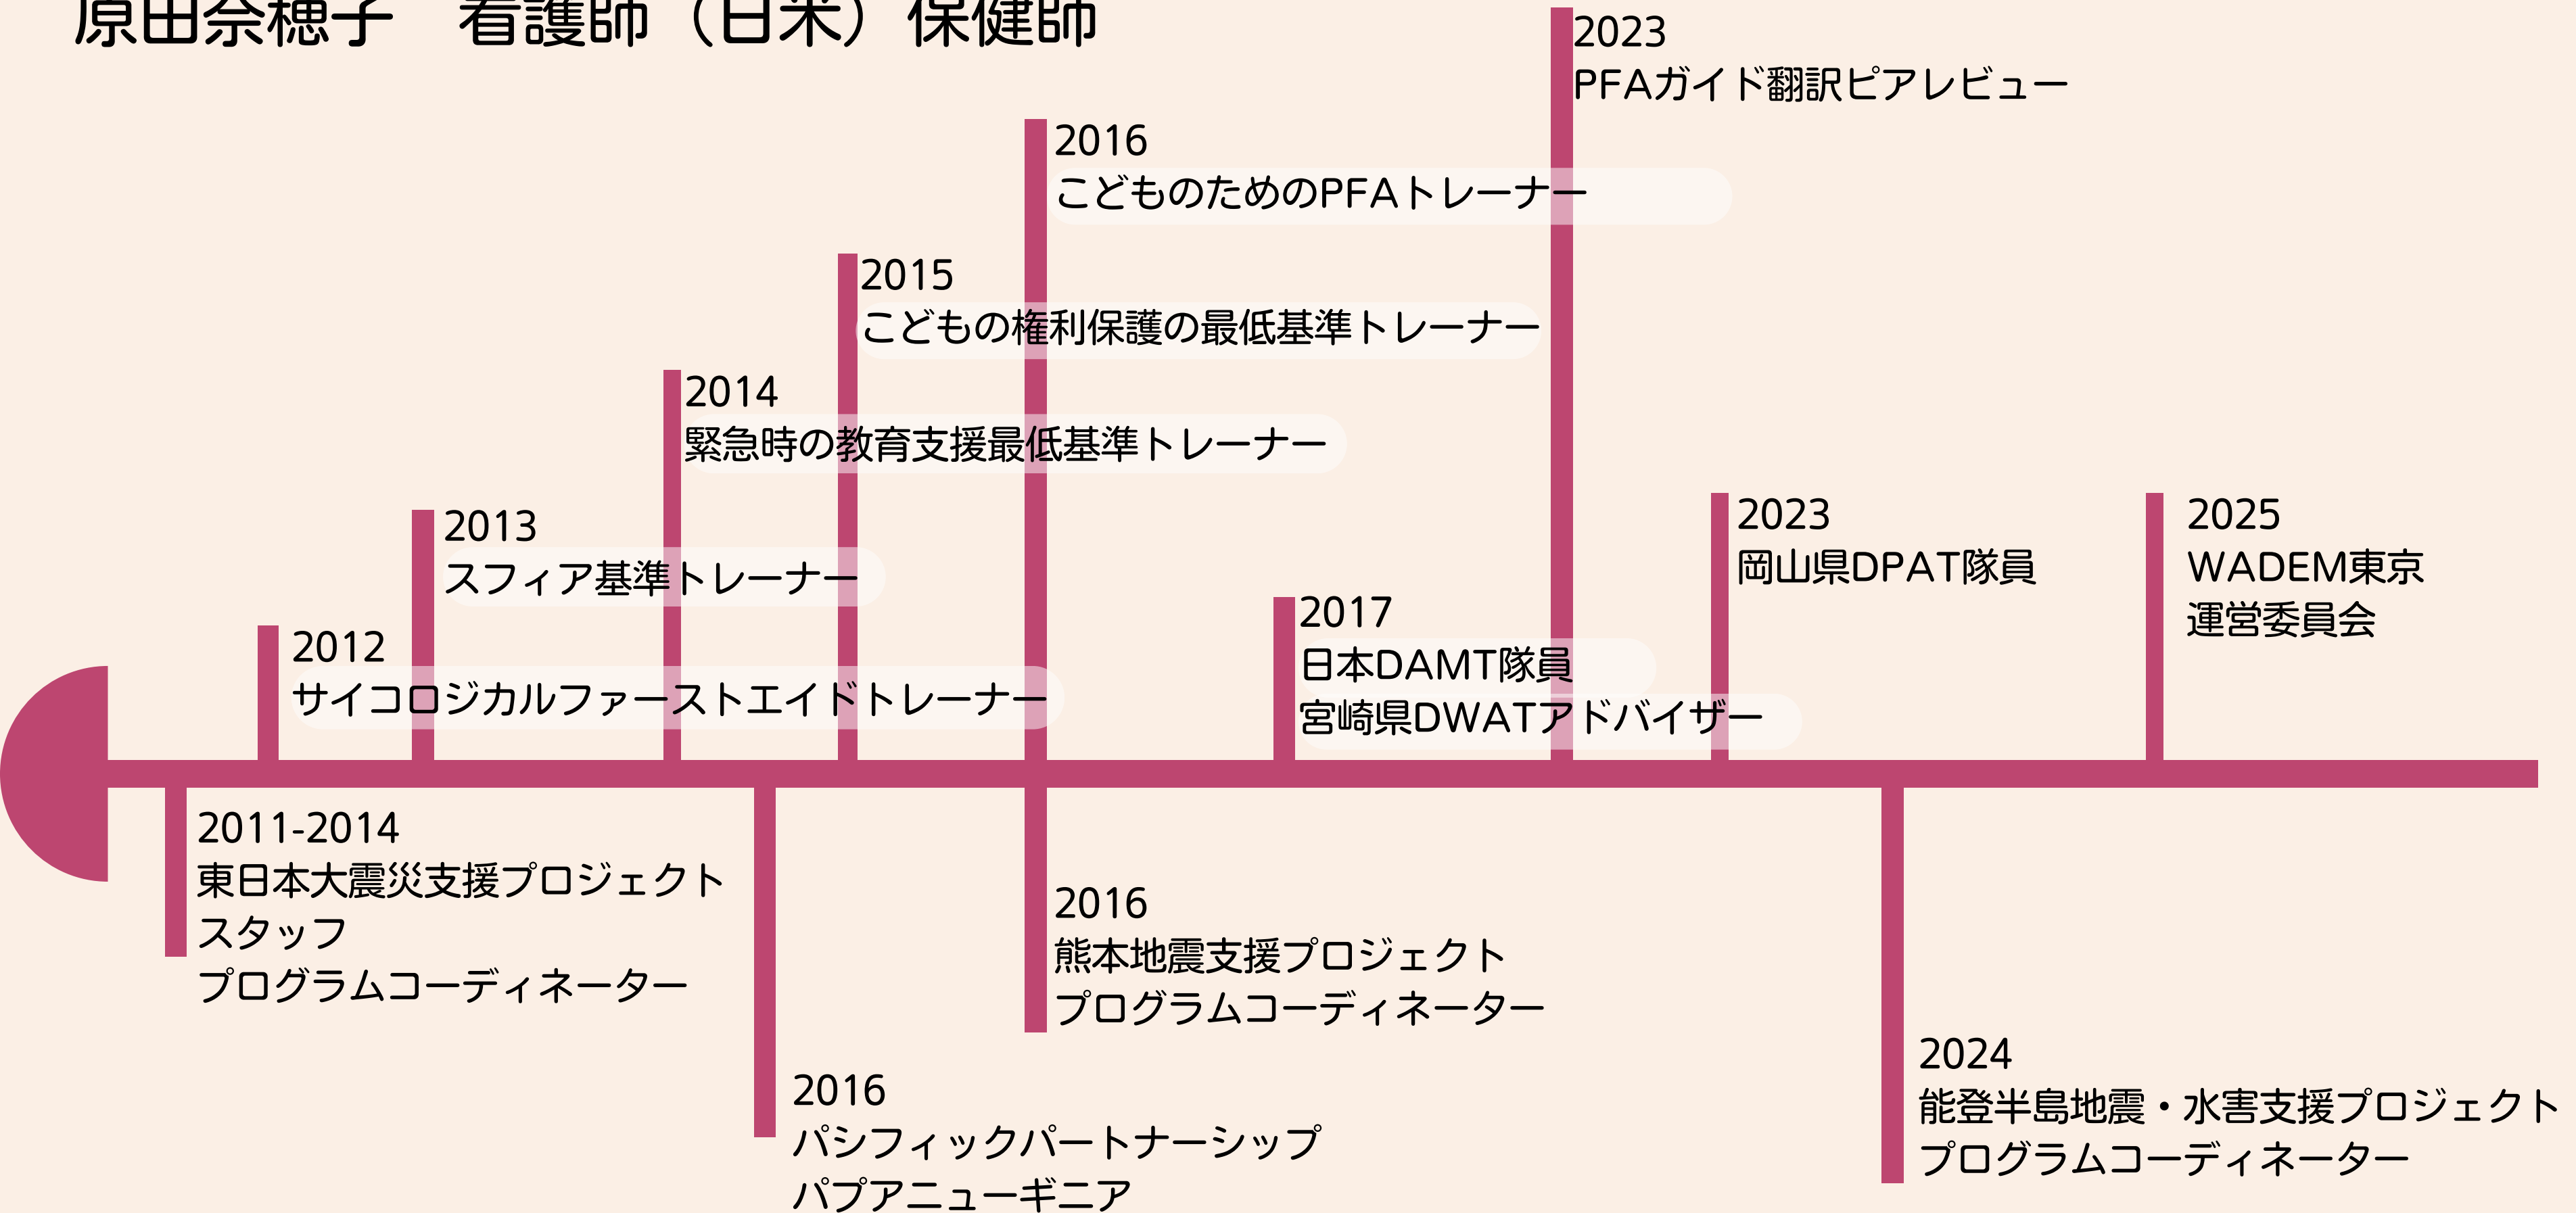 原田奈穂子　看護師（日米）保健師
2023
PFAガイド翻訳ピアレビュー
2016
こどものためのPFAトレーナー
2015
こどもの権利保護の最低基準トレーナー
2014
緊急時の教育支援最低基準トレーナー
2013
スフィア基準トレーナー
2012
サイコロジカルファーストエイドトレーナー
2017
日本DAMT隊員
宮崎県DWATアドバイザー
2023
岡山県DPAT隊員
2025
WADEM東京
運営委員会
2011-2014
東日本大震災支援プロジェクト
スタッフ
プログラムコーディネーター
2016
パシフィックパートナーシップ
パプアニューギニア
2016
熊本地震支援プロジェクト
プログラムコーディネーター
2024
能登半島地震・水害支援プロジェクト
プログラムコーディネーター